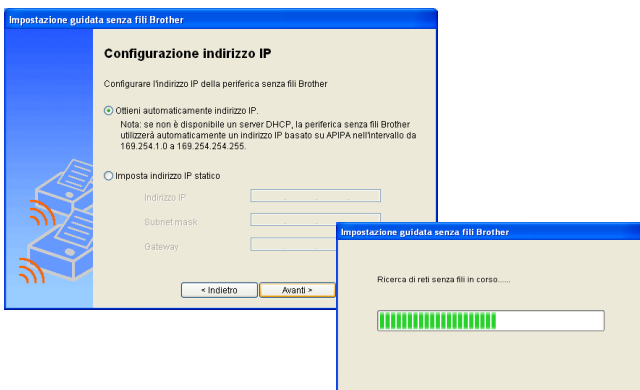 Impostazione guidata senza fili Brother
Configurazione indirizzo IP
Configurare l'indirizzo IP della periferica senza fili Brother
Ottieni automaticamente indirizzo IP.
Nota: se non è disponibile un server DHCP, la periferica senza fili Brother
utilizzerà automaticamente un indirizzo IP basato su APIPA nell'intervallo da
169.254.1.0 a 169.254.254.255.
Imposta indirizzo IP statico
Indirizzo IP
Subnet mask
Gateway
< Indietro
Avanti >
Impostazione guidata senza fili Brother
Ricerca di reti senza fili in corso......